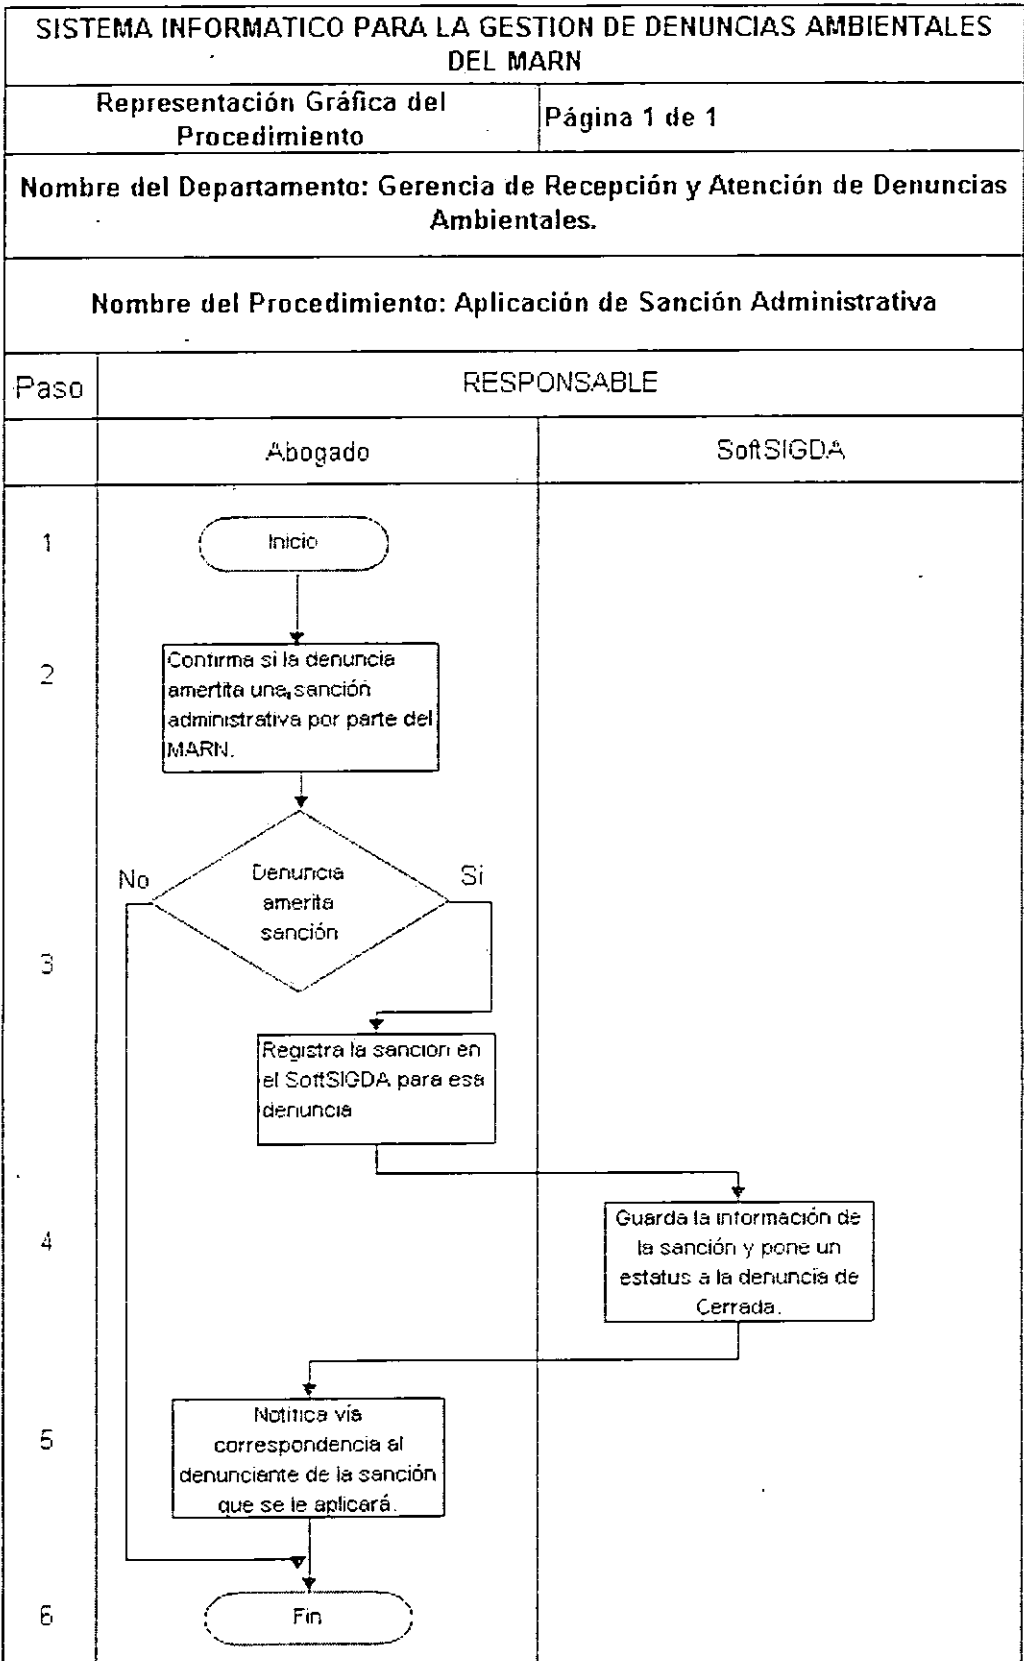 SISTEMA INFORMATICO PARA LA GESTION DE DENUNCIAS AMBIENTALES
DEL MARN
Representación Gráfica del
Procedimiento
Página 1 de 1
Nombre del Departamento: Gerencia de Recepción y Atención de Denuncias
Ambientales.
Nombre del Procedimiento: Aplicación de Sanción Administrativa
Paso
RESPONSABLE
Abogado
SoftSIGDA
1
Inicio
2
Confirma si la denuncia
amertita una sanción
administrativa por parte del
MARN.
No
Denuncia
amerita
sanción
Si
3
Registra la sanción en
el SoftSIGDA para esa
denuncia
4
Guarda la información de
la sanción y pone un
estatus a la denuncia de
Cerrada.
5
Notifica vía
correspondencia al
denunciante de la sanción
que se le aplicará.
6
Fin